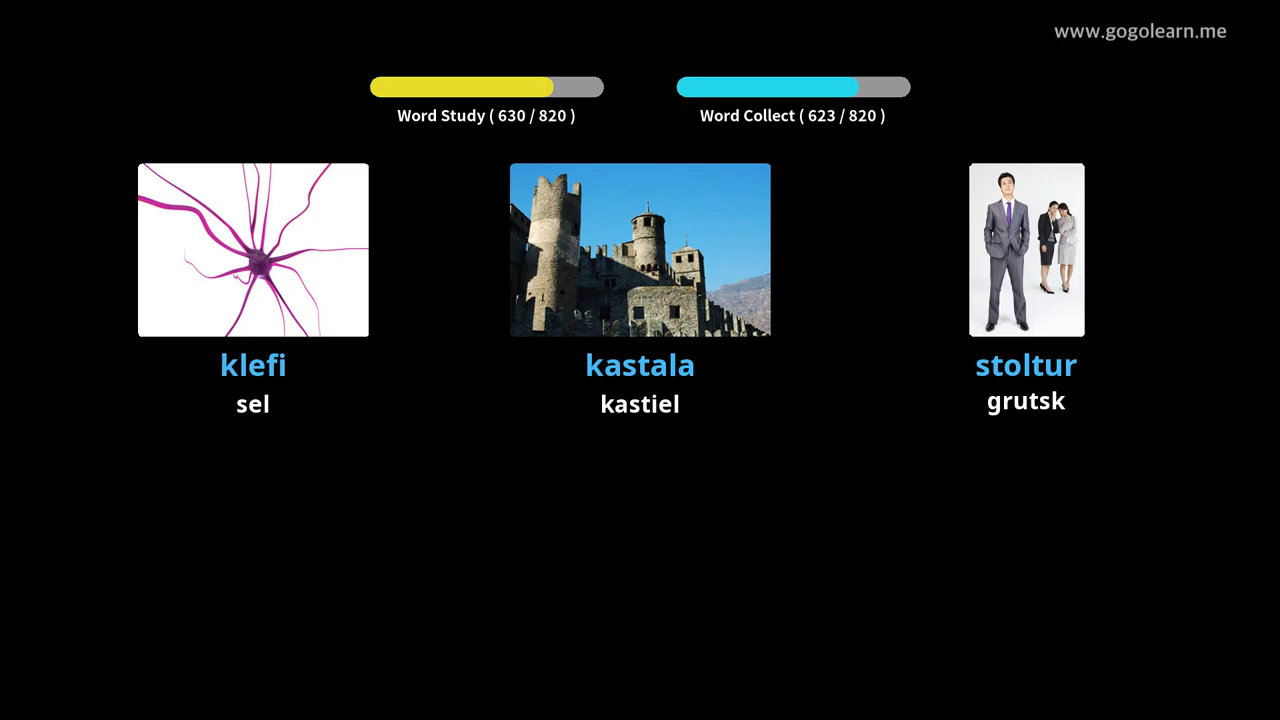 www.gogolearn.me
Word Study ( 630 / 820 )
Word Collect ( 623 / 820 )
klefi
sel
kastala
kastiel
stoltur
grutsk